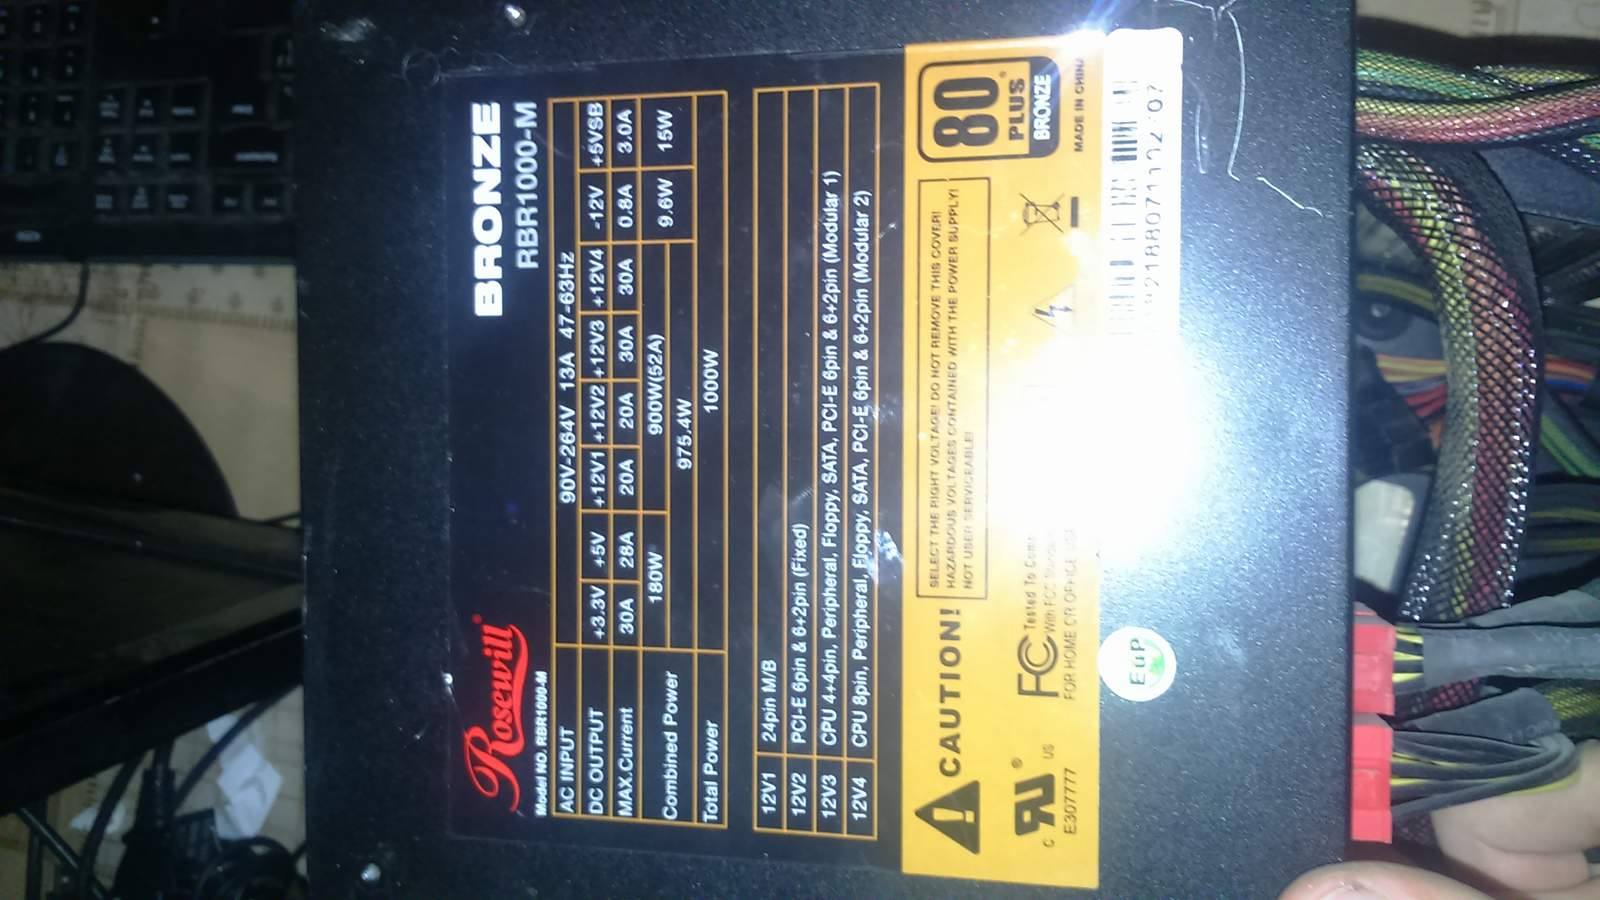 Rosewill
BRONZE
Model NO. RBR1000-M
RBR1000-M
AC INPUT 90V-264V 13A 47-63Hz
DC OUTPUT +3.3V +5V +12V1 +12V2 +12V3 +12V4 -12V +5VSB
MAX.Current 30A 28A 20A 20A 30A 30A 0.8A 3.0A
Combined Power 180W 900W(52A) 9.6W 15W
975.4W
Total Power 1000W
12V1 24pin M/B
12V2 PCI-E 6pin & 6+2pin (Fixed)
12V3 CPU 4+4pin, Peripheral, Floppy, SATA, PCI-E 6pin & 6+2pin (Modular 1)
12V4 CPU 8pin, Peripheral, Floppy, SATA, PCI-E 6pin & 6+2pin (Modular 2)
CAUTION!
SELECT THE RIGHT VOLTAGE! DO NOT REMOVE THIS COVER!
HAZARDOUS VOLTAGES CONTAINED WITH THE POWER SUPPLY!
NOT USER SERVICEABLE!
80
PLUS
BRONZE
MADE IN CHINA
C US
E307777
FC Tested To
With FCC
FOR HOME OR OFFICE USE
EuP